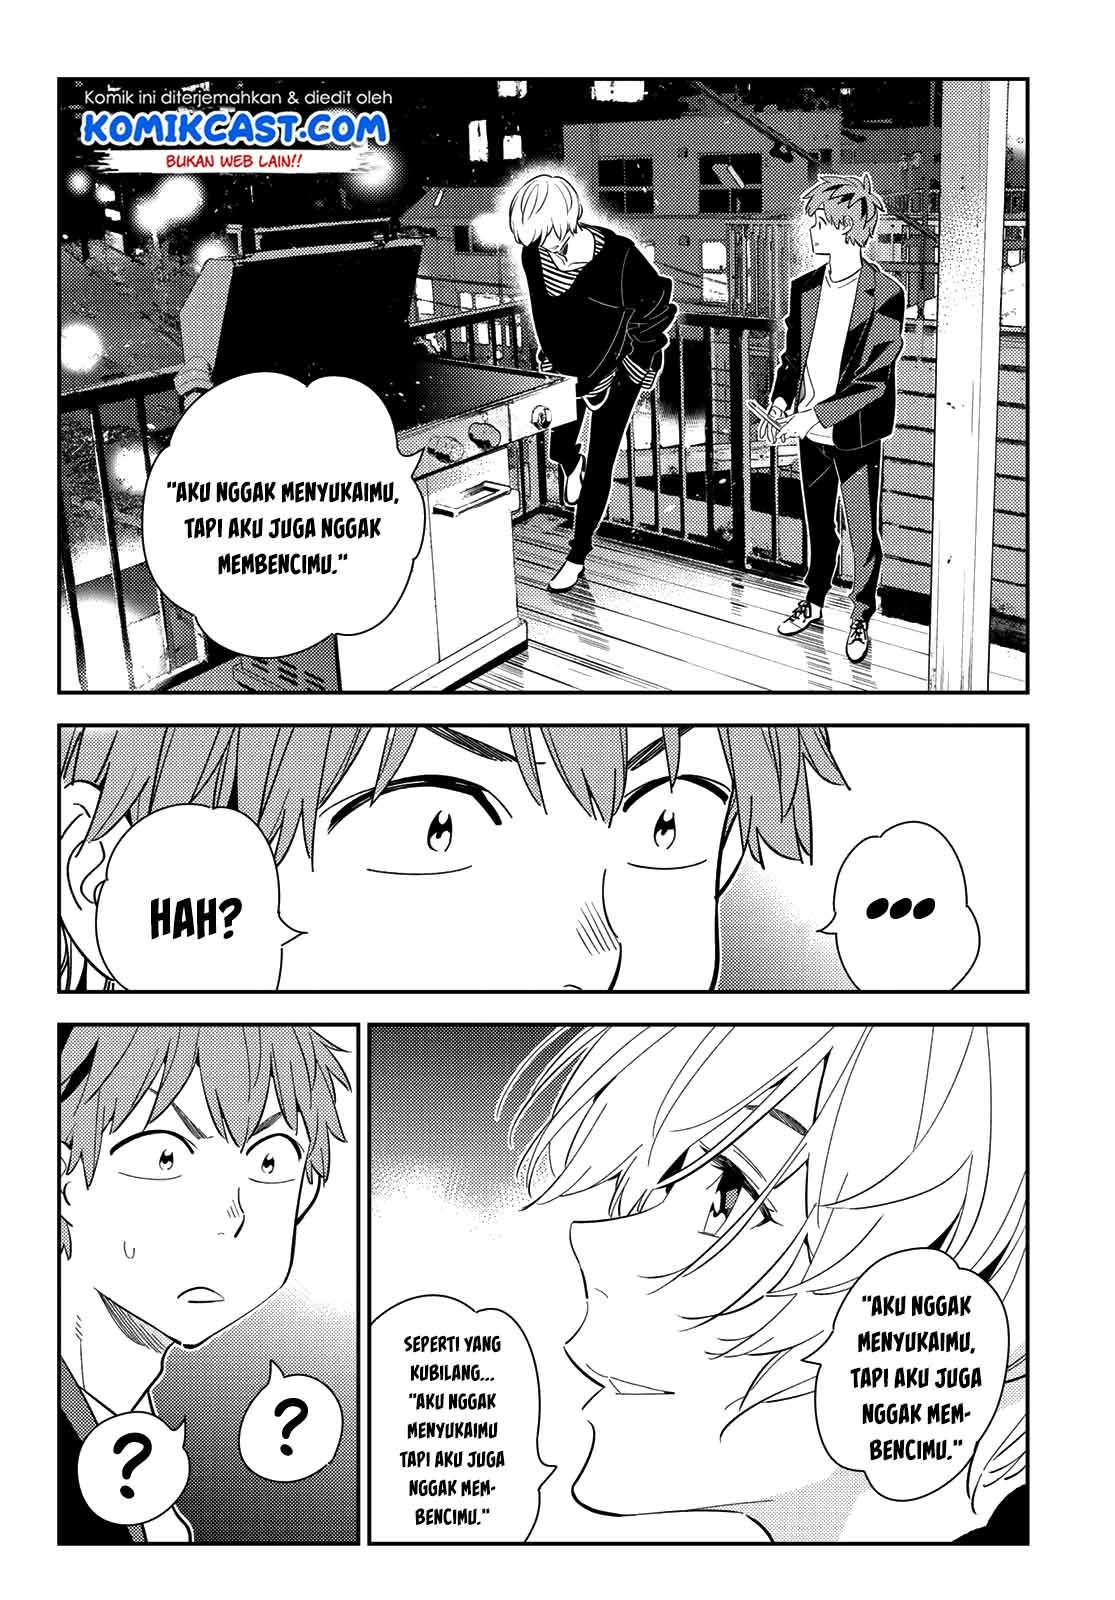 Komik ini diterjemahkan & diedit oleh
KOMIKCAST.COM
BUKAN WEB LAIN!!
"AKU NGGAK MENYUKAIMU,
TAPI AKU JUGA NGGAK
MEMBENCIMU."
•••
HAH?
"AKU NGGAK
MENYUKAIMU,
TAPI AKU JUGA
NGGAK MEM-
BENCIMU."
SEPERTI YANG
KUBILANG...
"AKU NGGAK
MENYUKAIMU
TAPI AKU JUGA
NGGAK MEM-
BENCIMU."
?
?